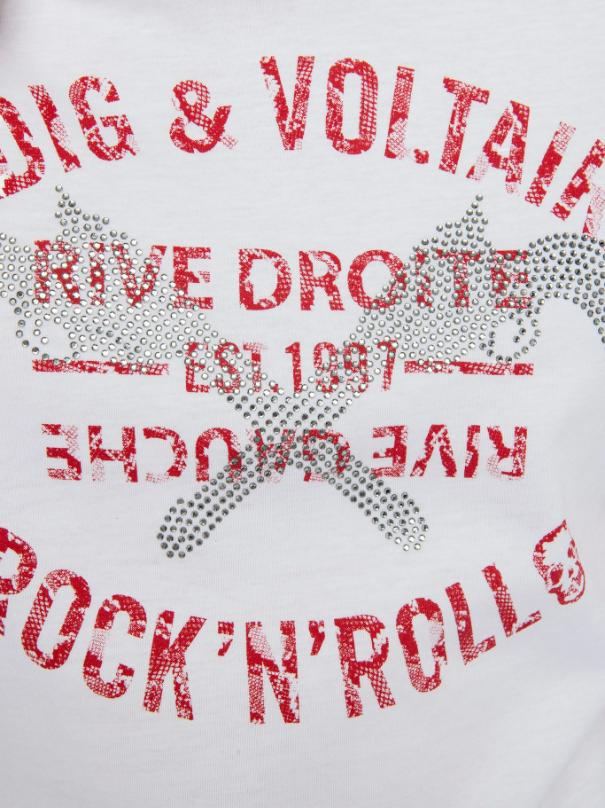 DIG & VOLTAIR
RIVE DROITE
EST 1997
RIVE GAUCHE
ROCK'N'ROLL